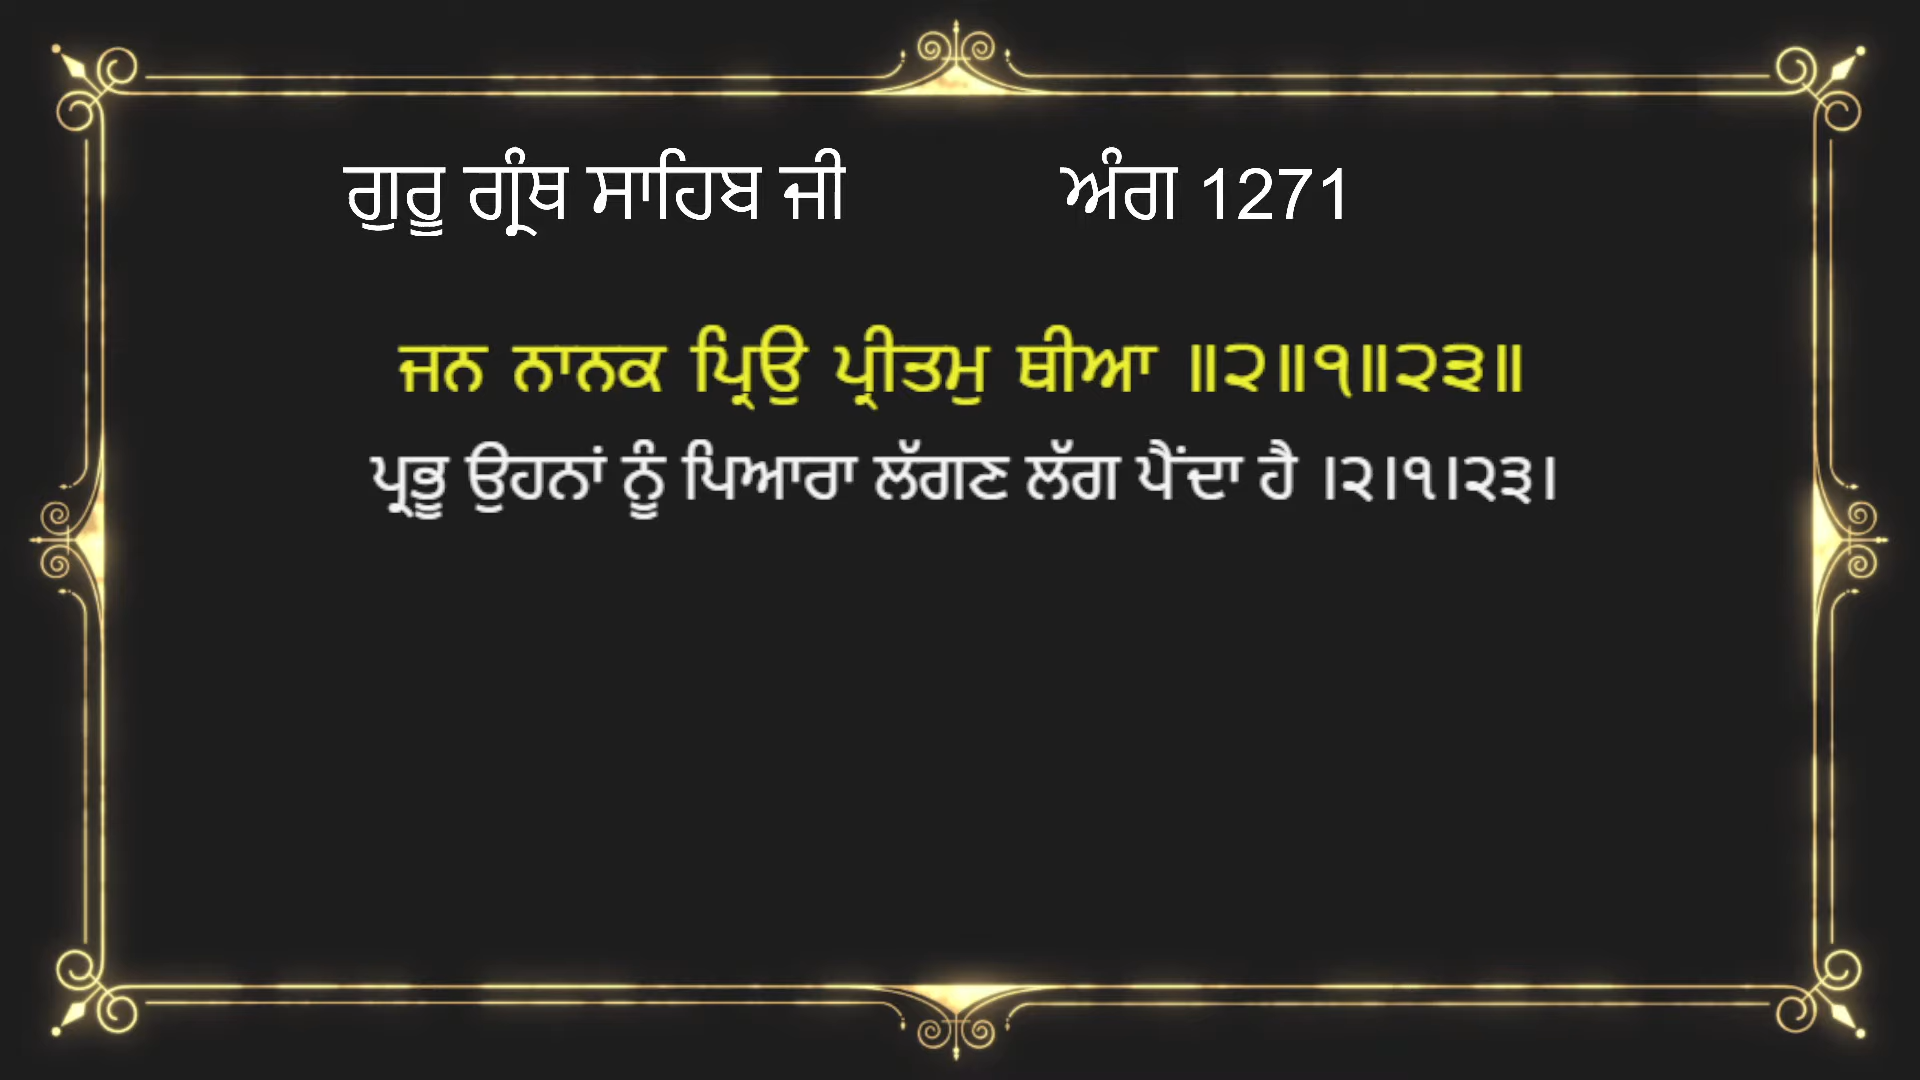 ਗੁਰੂ ਗ੍ਰੰਥ ਸਾਹਿਬ ਜੀ ਅੰਗ 1271
ਜਨ ਨਾਨਕ ਪ੍ਰਿਉ ਪ੍ਰੀਤਮੁ ਥੀਆ ॥੨॥੧॥੨੩॥
ਪ੍ਰਭੂ ਉਹਨਾਂ ਨੂੰ ਪਿਆਰਾ ਲੱਗਣ ਲੱਗ ਪੈਂਦਾ ਹੈ ।੨।੧।੨੩।